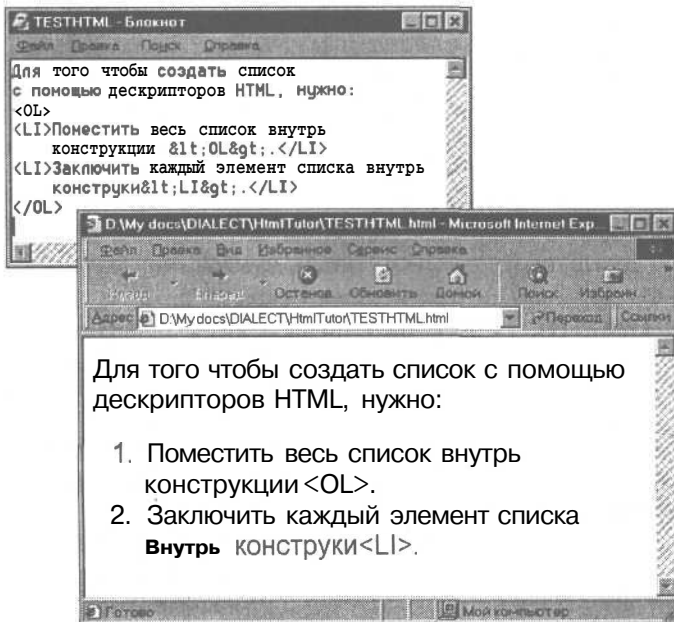 TESTHTML - Блокнот
Файл Правка Поиск Справка
Для того чтобы создать список
с помощью дескрипторов HTML, нужно:
<OL>
<LI>Поместить весь список внутрь
конструкции &lt;OL&gt;.</LI>
<LI>Заключить каждый элемент списка внутрь
конструки&lt;LI&gt;.</LI>
</OL>
D:\My docs\DIALECT\HtmlTutor\TESTHTML.html - Microsoft Internet Exp...
Файл Правка Вид Избранное Сервис Справка
Назад Вперед Останов Обновить Домой Поиск Избранн
Адрес D:\My docs\DIALECT\HtmlTutor\TESTHTML.html Переход Ссылки
Для того чтобы создать список с помощью
дескрипторов HTML, нужно:
1. Поместить весь список внутрь
конструкции <OL>.
2. Заключить каждый элемент списка
Внутрь конструки<LI>.
Готово Мой компьютер